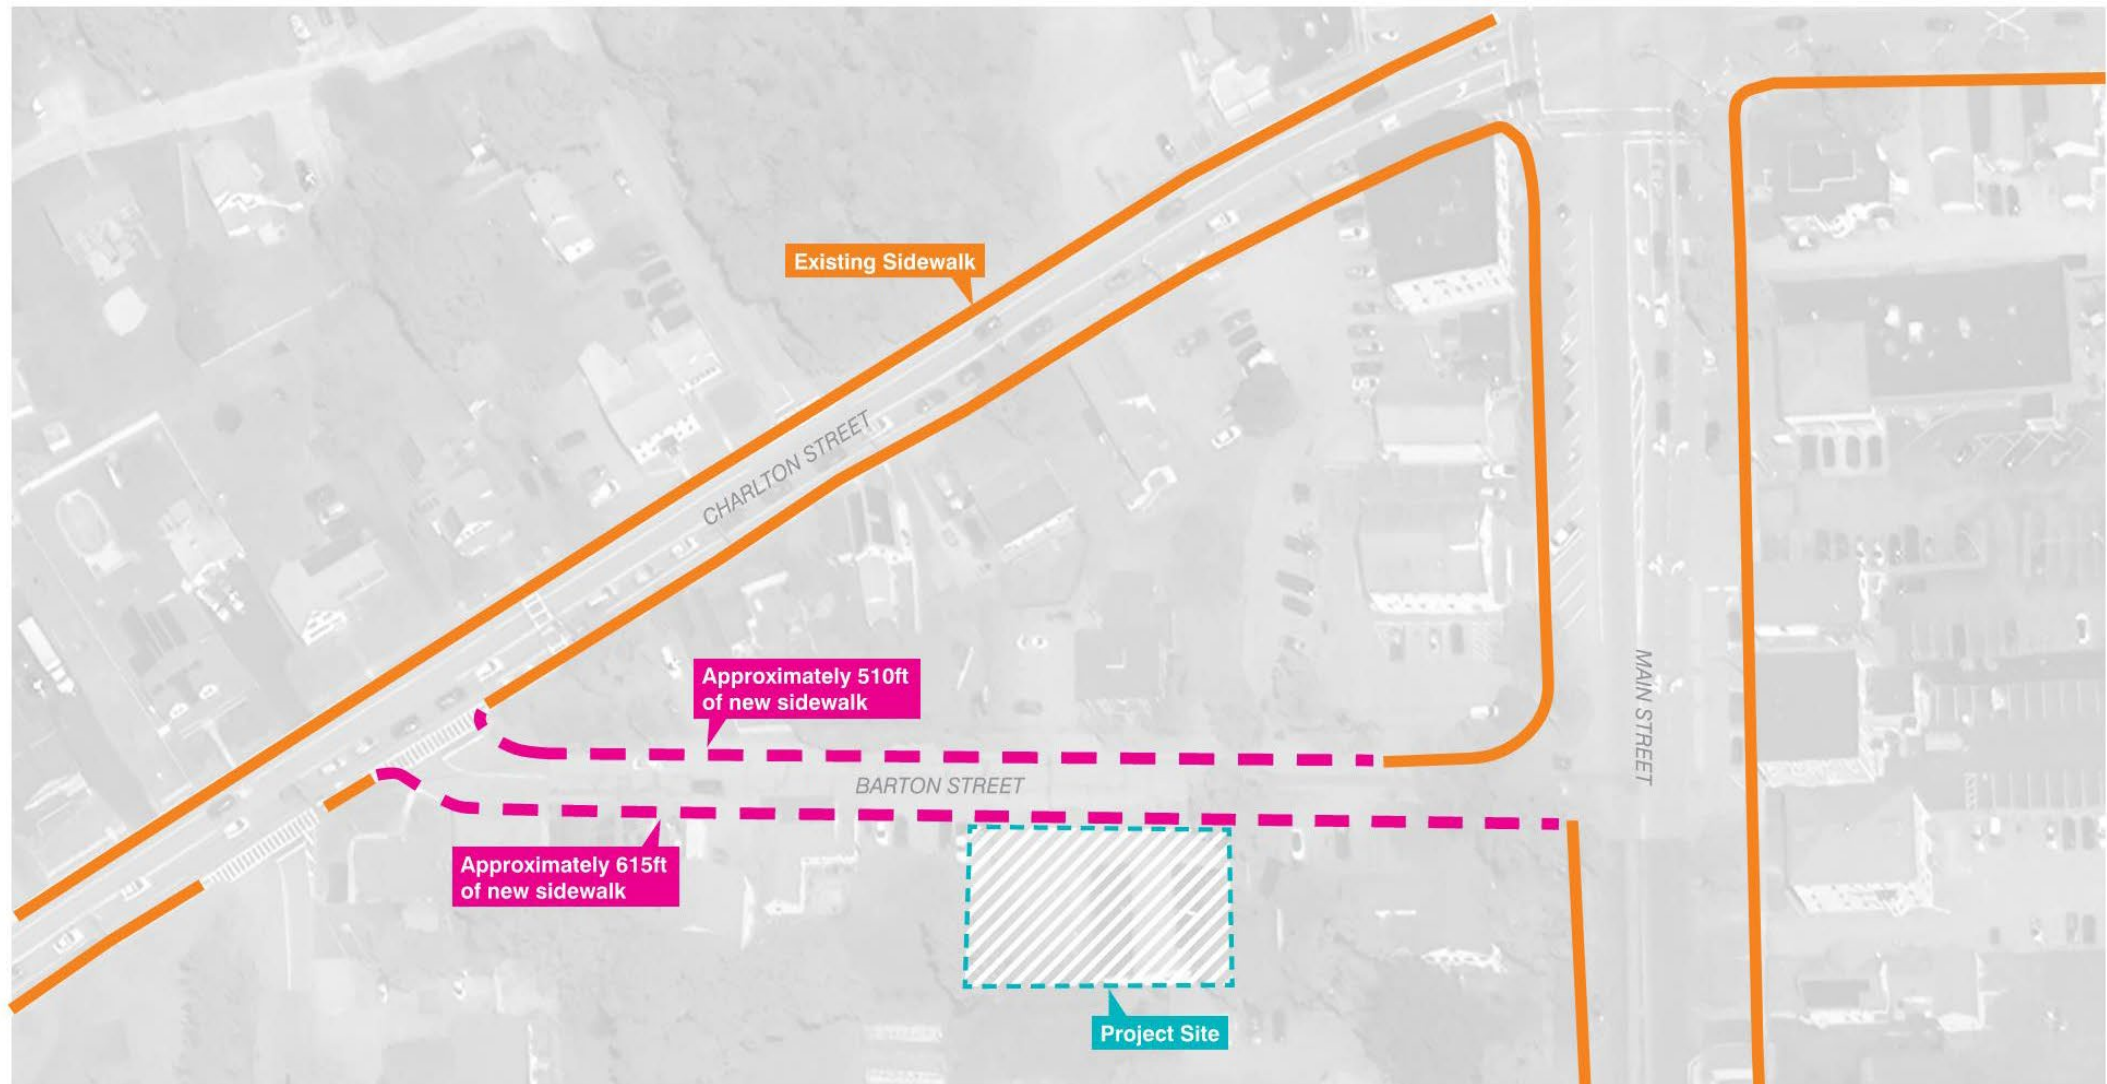 Existing Sidewalk
CHARLTON STREET
Approximately 510ft
of new sidewalk
MAIN STREET
BARTON STREET
Approximately 615ft
of new sidewalk
Project Site